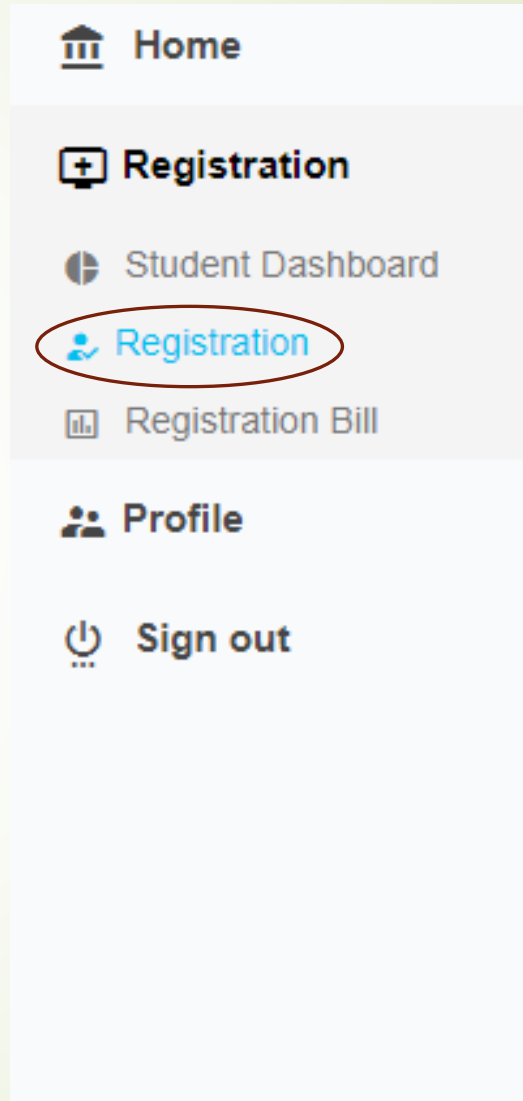 Home
Registration
Student Dashboard
Registration
Registration Bill
Profile
Sign out